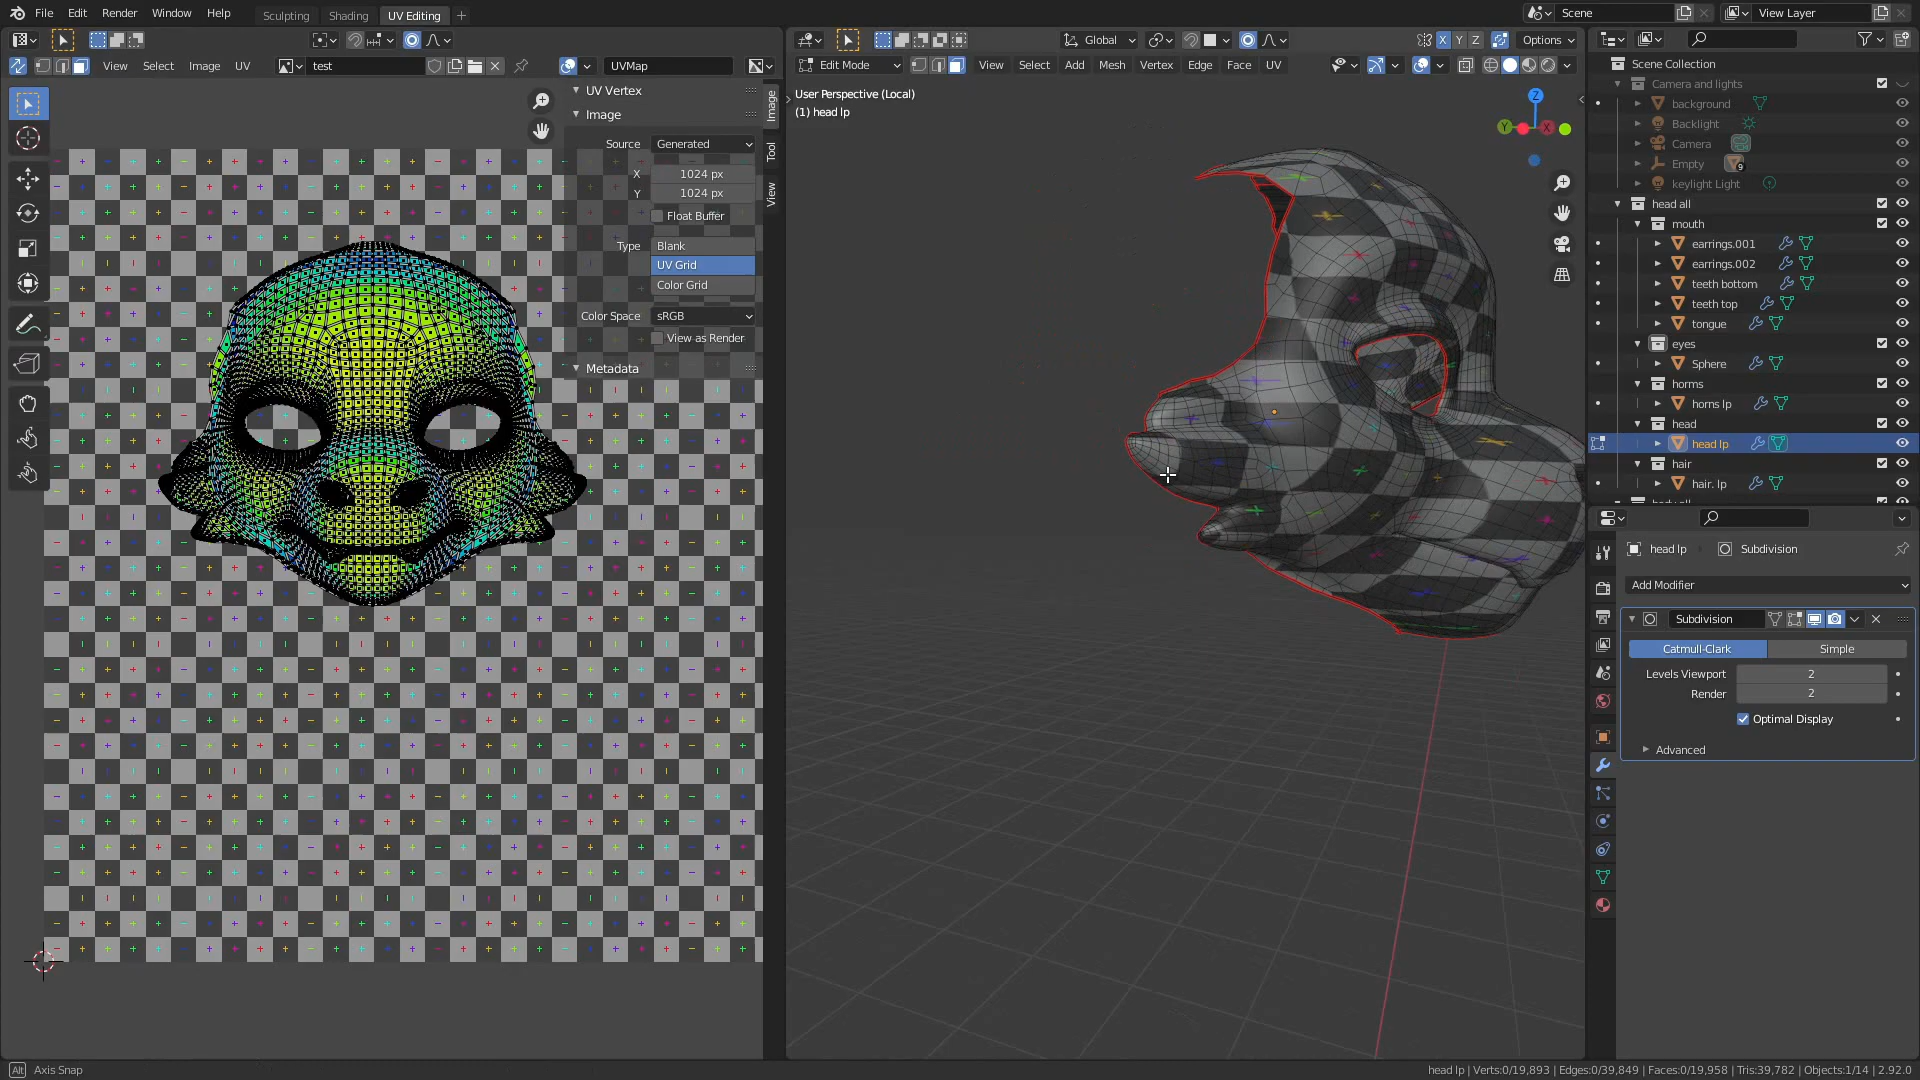 File Edit Render Window Help Sculpting Shading UV Editing
Scene View Layer
Global Options
X Y Z
View Select Image UV test UVMap
Edit Mode View Select Add Mesh Vertex Edge Face UV
User Perspective (Local)
(1) head lp
UV Vertex
Image
Source Generated
X 1024 px
Y 1024 px
Float Buffer
Type Blank
UV Grid
Color Grid
Color Space sRGB
View as Render
Metadata
Image
Tool
View
Z
Y X
Scene Collection
Camera and lights
background
Backlight
Camera
Empty 9
keylight Light
head all
mouth
earrings.001
earrings.002
teeth bottom
teeth top
tongue
eyes
Sphere
horns
horns lp
head
head lp
hair
hair. lp
head lp Subdivision
Add Modifier
Subdivision
Catmull-Clark Simple
Levels Viewport 2
Render 2
Optimal Display
Advanced
Alt Axis Snap
head lp | Verts:0/19,893 | Edges:0/39,849 | Faces:0/19,958 | Tris:39,782 | Objects:1/14 | 2.92.0